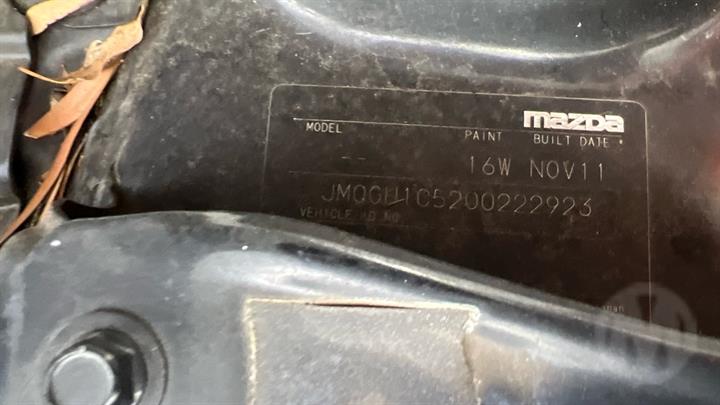 mazda
MODEL PAINT BUILT DATE
-- 16W NOV11
JM0GH1C5200222923
VEHICLE ID NO